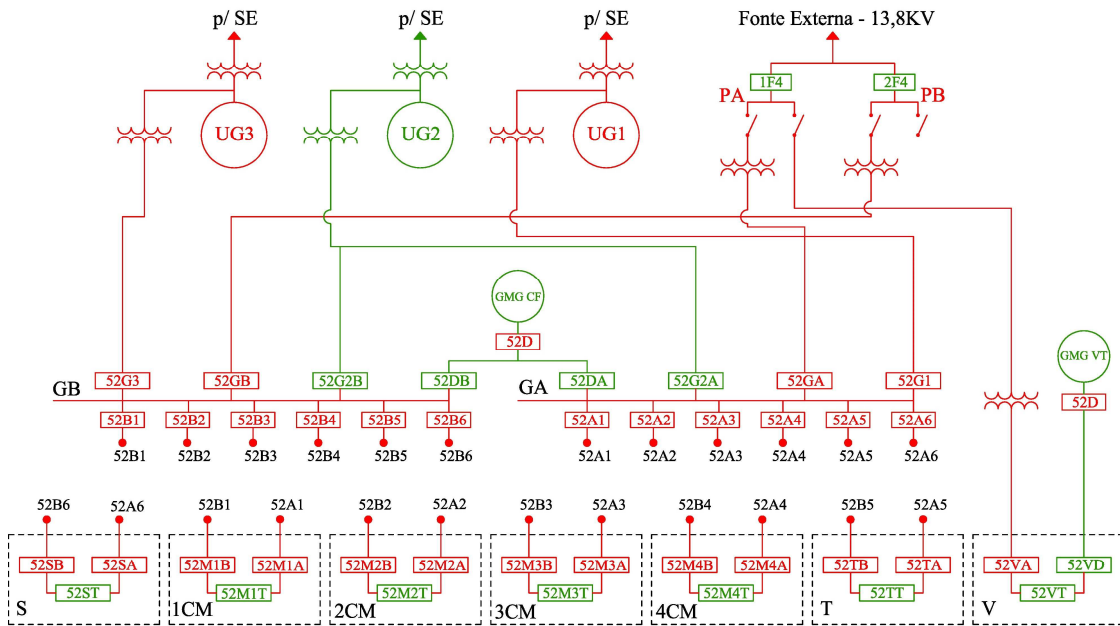 p/ SE
p/ SE
p/ SE
Fonte Externa - 13,8KV
1F4
2F4
PA
PB
UG3
UG2
UG1
GMG CF
52D
GMG VT
52D
GB
52G3
52GB
52G2B
52DB
GA
52DA
52G2A
52GA
52G1
52B1
52B2
52B3
52B4
52B5
52B6
52A1
52A2
52A3
52A4
52A5
52A6
52B1
52B2
52B3
52B4
52B5
52B6
52A1
52A2
52A3
52A4
52A5
52A6
52B6
52A6
52B1
52A1
52B2
52A2
52B3
52A3
52B4
52A4
52B5
52A5
52SB
52SA
52ST
S
52M1B
52M1A
52M1T
1CM
52M2B
52M2A
52M2T
2CM
52M3B
52M3A
52M3T
3CM
52M4B
52M4A
52M4T
4CM
52TB
52TA
52TT
T
52VA
52VD
52VT
V